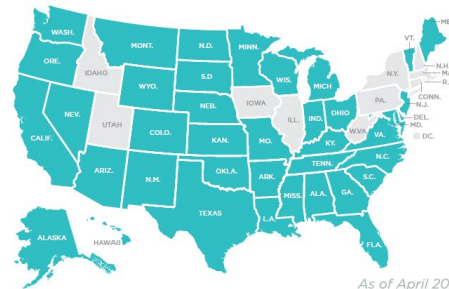 WASH.
MONT.
N.D.
MINN.
VT.
ME
ORE.
IDAHO
WYO.
S.D
WIS.
MICH
N.Y.
N.H.
MA
R.
CONN.
NEV.
UTAH
COLO.
NEB.
IOWA
ILL.
IND.
OHIO
PA.
N.J.
DEL.
MD.
DC.
W.VA
VA.
CALIF.
KAN.
MO.
KY.
N.C.
TENN.
ARIZ.
N.M.
OKLA.
ARK.
S.C.
MISS.
ALA.
GA.
TEXAS
L.A.
FLA.
ALASKA
HAWAII
As of April 20